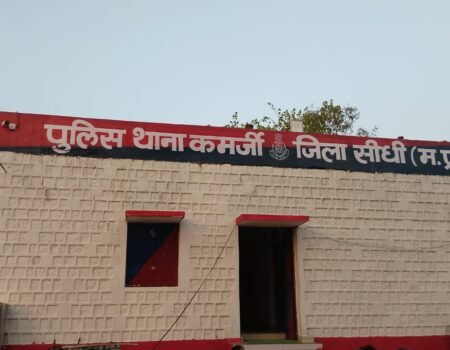 पुलिस थाना कमर्जी जिला सीधी (म.प्र